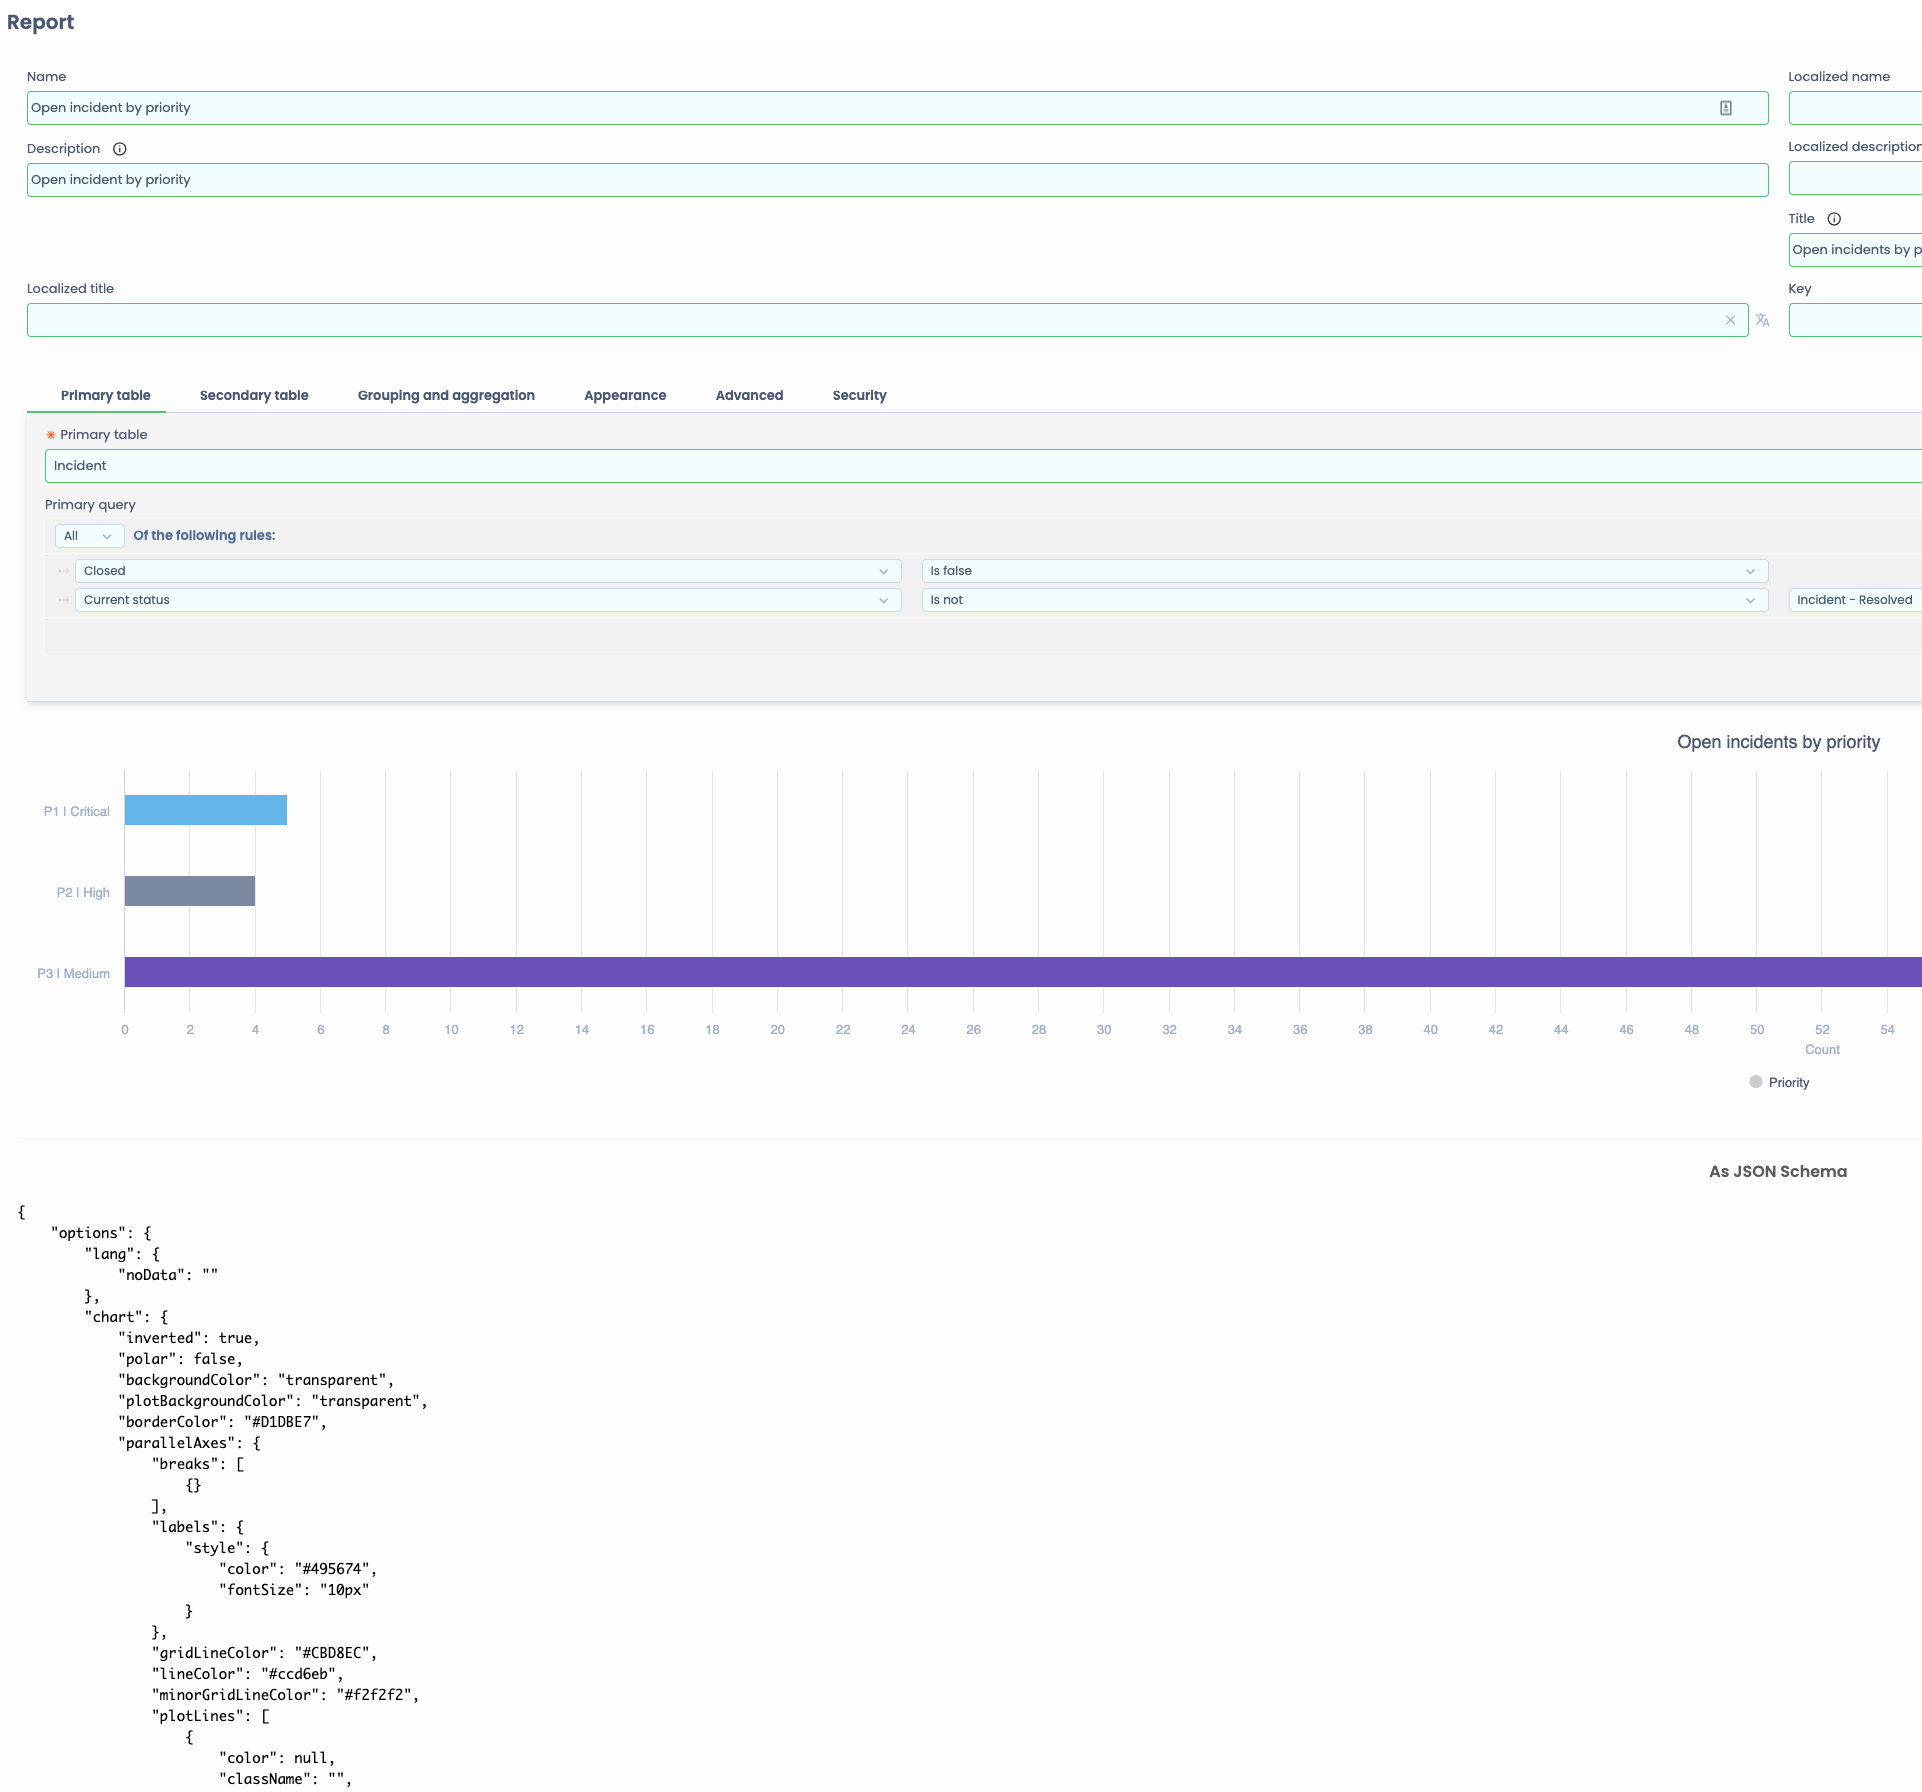 Report
Name
Localized name
Open incident by priority
Description
Localized description
Open incident by priority
Title
Open incidents by p
Localized title
Key
Primary table Secondary table Grouping and aggregation Appearance Advanced Security
* Primary table
Incident
Primary query
All Of the following rules:
Closed Is false
Current status Is not Incident - Resolved
Open incidents by priority
P1 | Critical
P2 | High
P3 | Medium
0 2 4 6 8 10 12 14 16 18 20 22 24 26 28 30 32 34 36 38 40 42 44 46 48 50 52 54
Count
Priority
As JSON Schema
{
"options": {
"lang": {
"noData": ""
},
"chart": {
"inverted": true,
"polar": false,
"backgroundColor": "transparent",
"plotBackgroundColor": "transparent",
"borderColor": "#D1DBE7",
"parallelAxes": {
"breaks": [
{}
],
"labels": {
"style": {
"color": "#495674",
"fontSize": "10px"
}
},
"gridLineColor": "#CBD8EC",
"lineColor": "#ccd6eb",
"minorGridLineColor": "#f2f2f2",
"plotLines": [
{
"color": null,
"className": "",